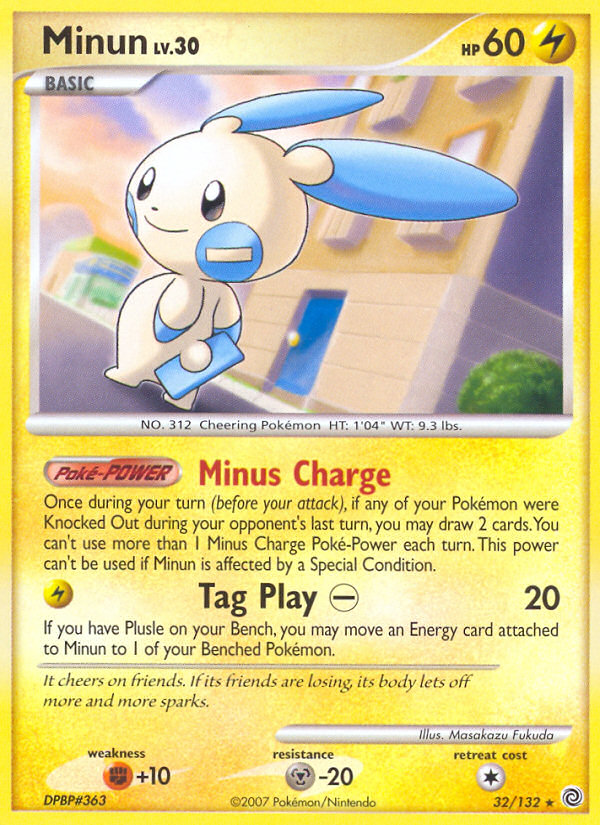 Minun LV.30 HP 60
BASIC
NO. 312 Cheering Pokémon HT: 1'04" WT: 9.3 lbs.
Poké-POWER Minus Charge
Once during your turn (before your attack), if any of your Pokémon were
Knocked Out during your opponent's last turn, you may draw 2 cards. You
can't use more than 1 Minus Charge Poké-Power each turn. This power
can't be used if Minun is affected by a Special Condition.
Tag Play 20
If you have Plusle on your Bench, you may move an Energy card attached
to Minun to 1 of your Benched Pokémon.
It cheers on friends. If its friends are losing, its body lets off
more and more sparks.
Illus. Masakazu Fukuda
weakness resistance retreat cost
+10 -20
DPBP#363 ©2007 Pokémon/Nintendo 32/132 ★